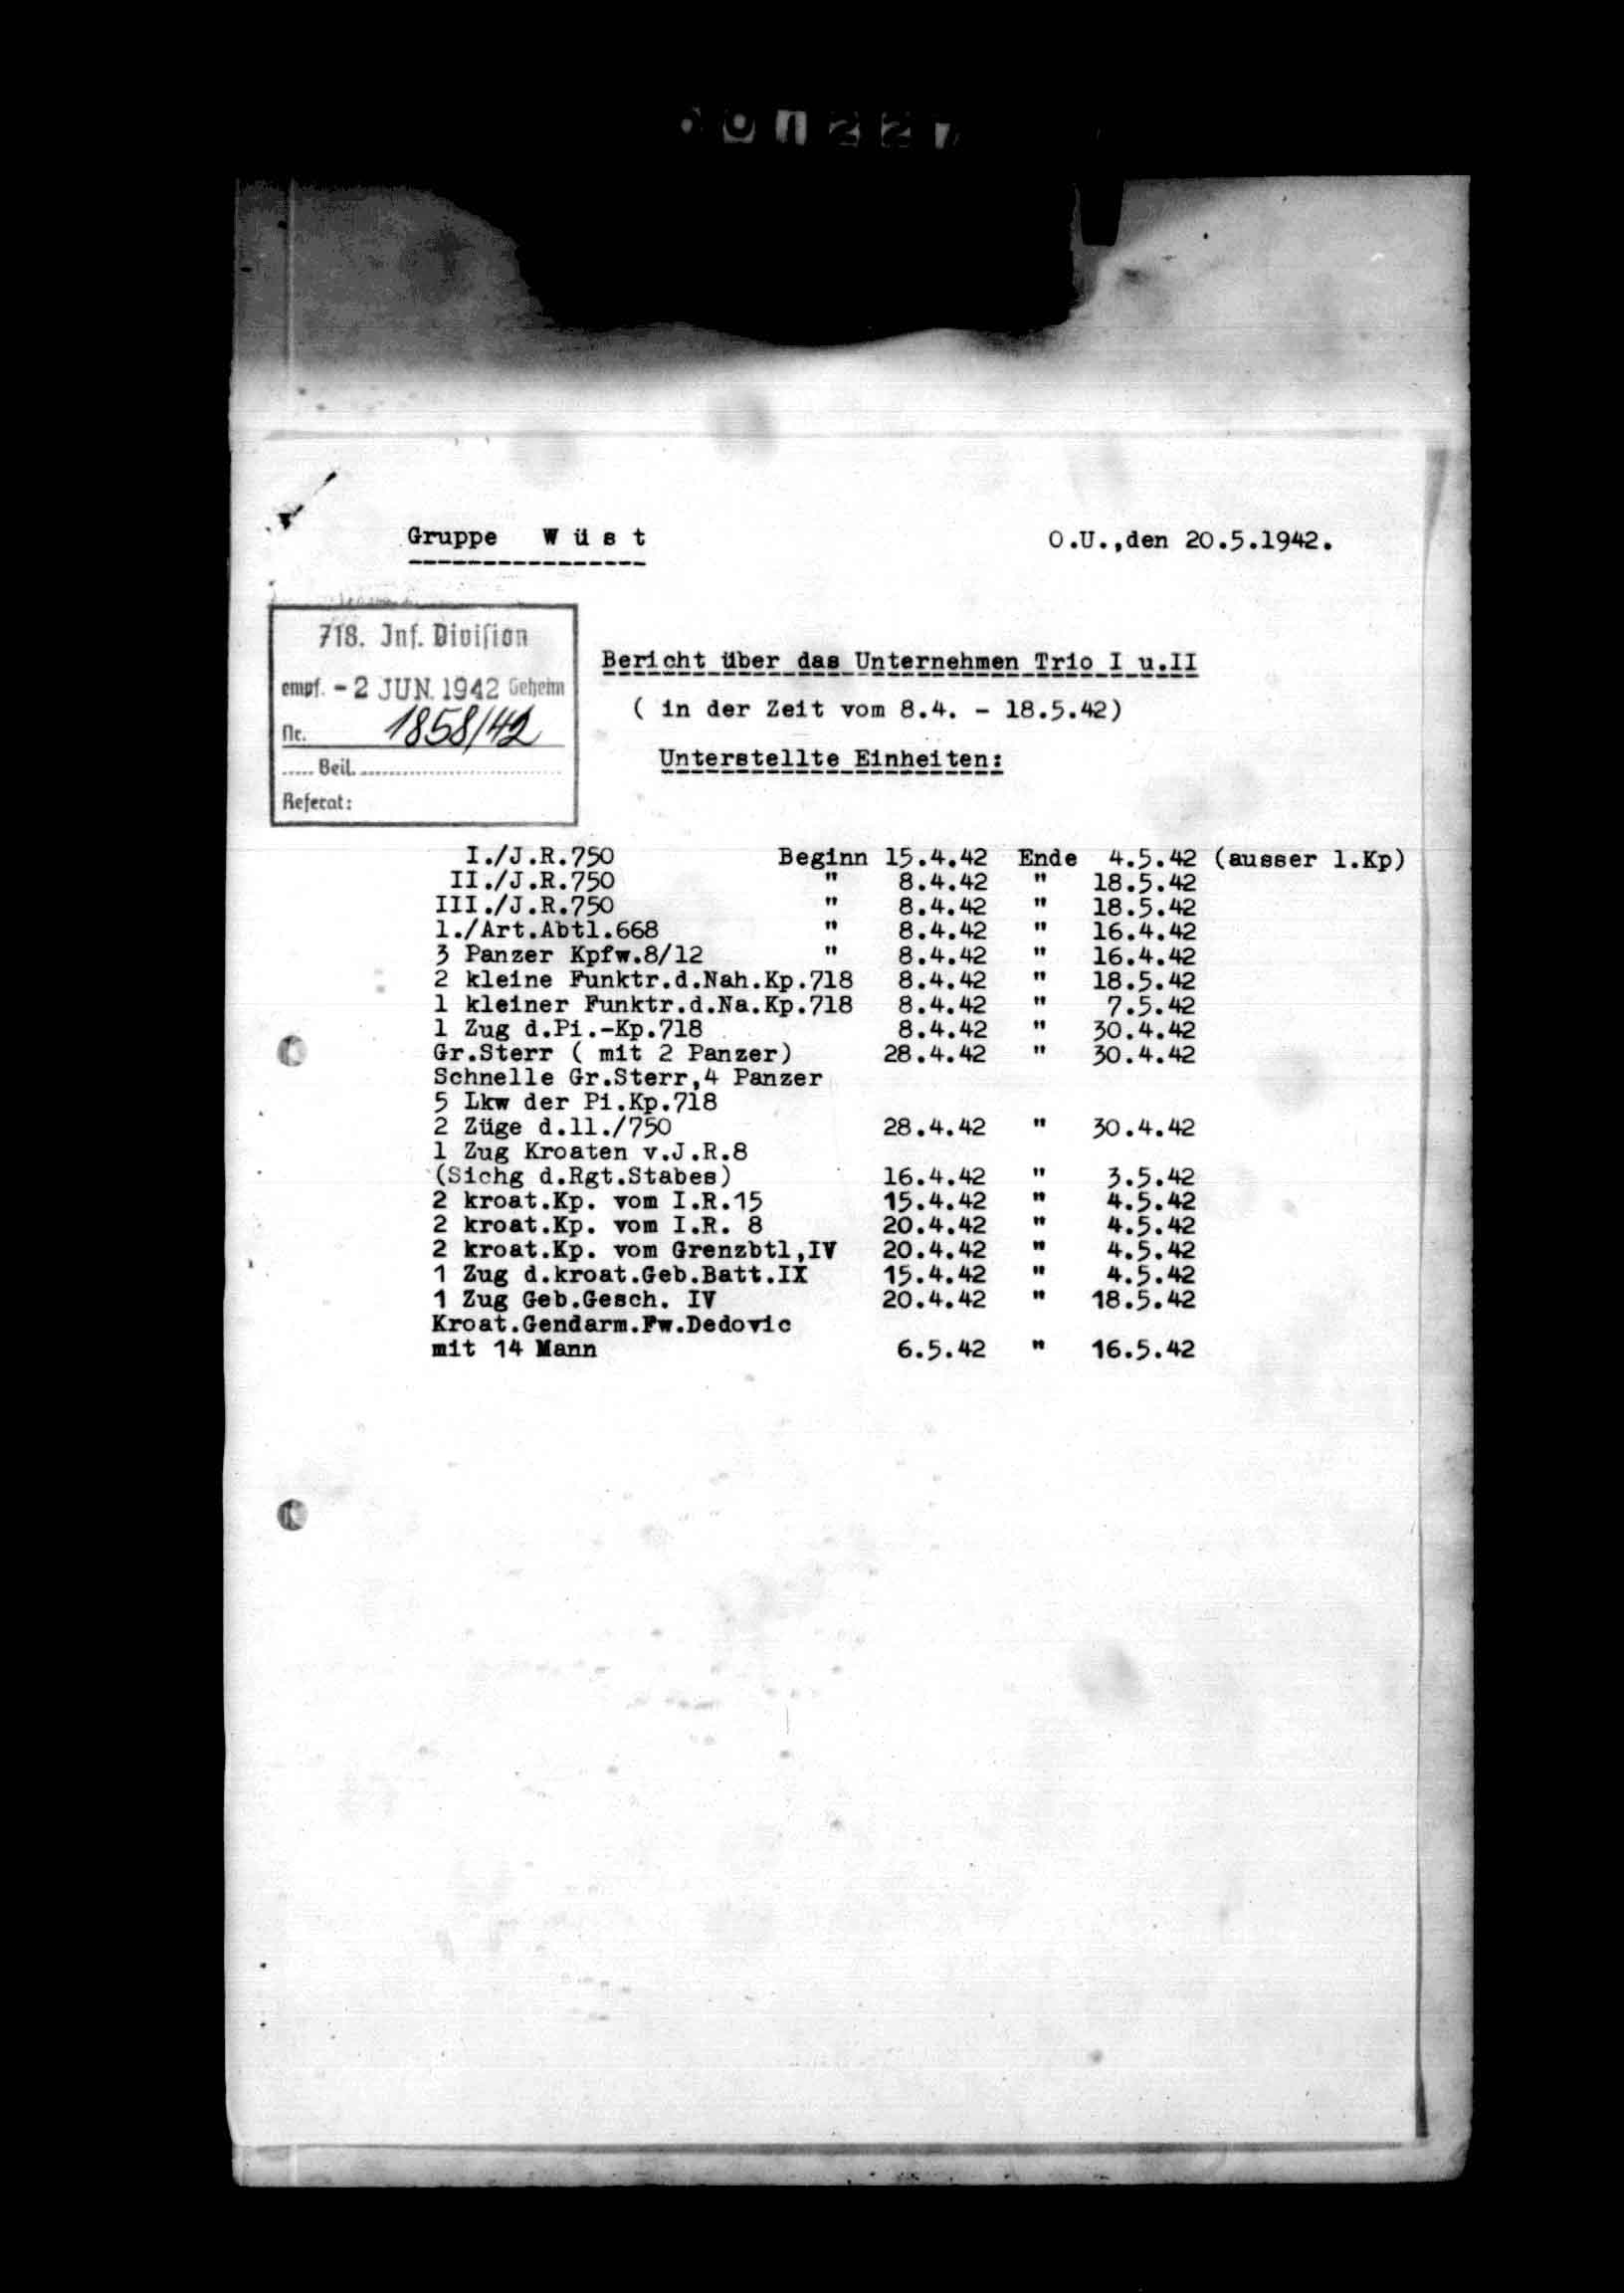 Gruppe W ü s t
O.U.,den 20.5.1942.
718. Inf. Division
empf. - 2 JUN. 1942 Geheim
Nr. 1858/42
..... Beil. ..............................
Referat:
Bericht über das Unternehmen Trio I u.II
( in der Zeit vom 8.4. - 18.5.42)
Unterstellte Einheiten:
I./J.R.750 Beginn 15.4.42 Ende 4.5.42 (ausser 1.Kp)
II./J.R.750 " 8.4.42 " 18.5.42
III./J.R.750 " 8.4.42 " 18.5.42
1./Art.Abtl.668 " 8.4.42 " 16.4.42
3 Panzer Kpfw.8/12 " 8.4.42 " 16.4.42
2 kleine Funktr.d.Nah.Kp.718 8.4.42 " 18.5.42
1 kleiner Funktr.d.Na.Kp.718 8.4.42 " 7.5.42
1 Zug d.Pi.-Kp.718 8.4.42 " 30.4.42
Gr.Sterr ( mit 2 Panzer) 28.4.42 " 30.4.42
Schnelle Gr.Sterr,4 Panzer
5 Lkw der Pi.Kp.718
2 Züge d.11./750 28.4.42 " 30.4.42
1 Zug Kroaten v.J.R.8
(Sichg d.Rgt.Stabes) 16.4.42 " 3.5.42
2 kroat.Kp. vom I.R.15 15.4.42 " 4.5.42
2 kroat.Kp. vom I.R. 8 20.4.42 " 4.5.42
2 kroat.Kp. vom Grenzbtl,IV 20.4.42 " 4.5.42
1 Zug d.kroat.Geb.Batt.IX 15.4.42 " 4.5.42
1 Zug Geb.Gesch. IV 20.4.42 " 18.5.42
Kroat.Gendarm.Fw.Dedovic
mit 14 Mann 6.5.42 " 16.5.42